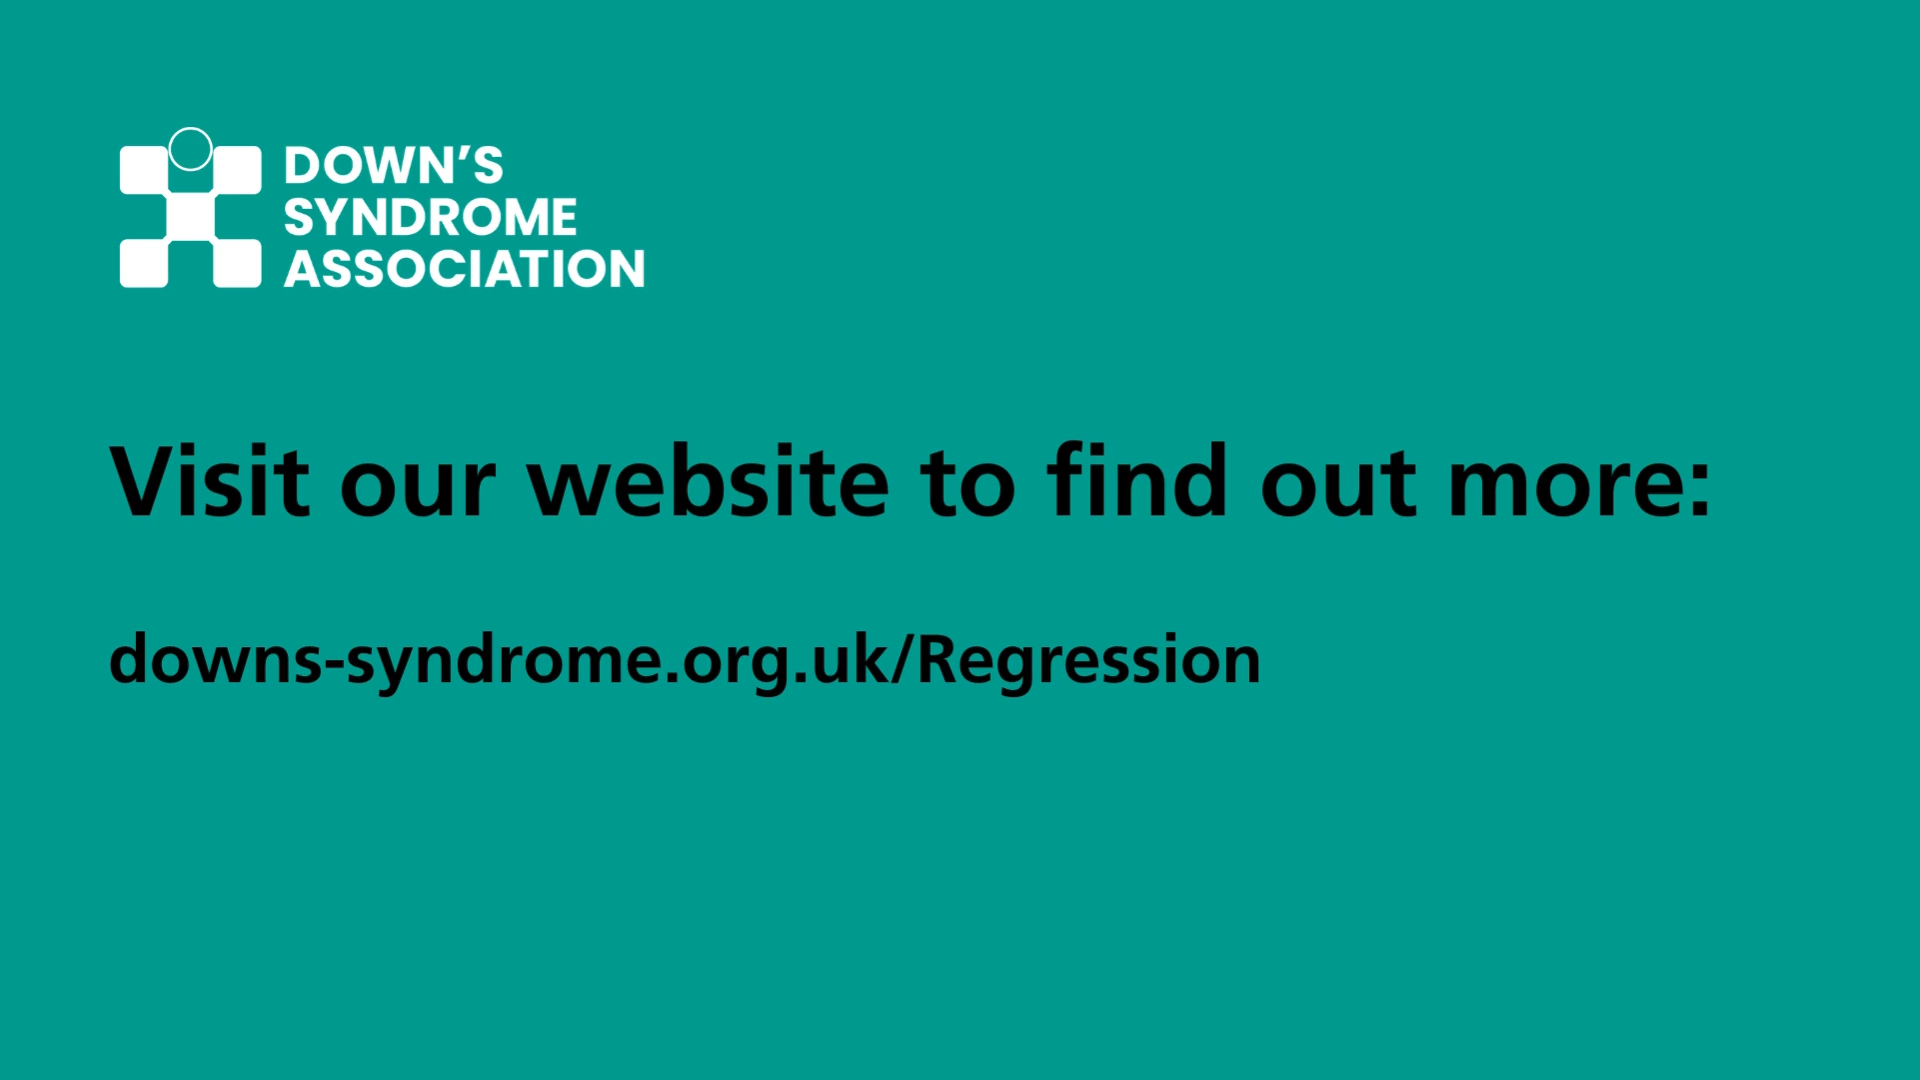 DOWN’S
SYNDROME
ASSOCIATION
Visit our website to find out more:
downs-syndrome.org.uk/Regression